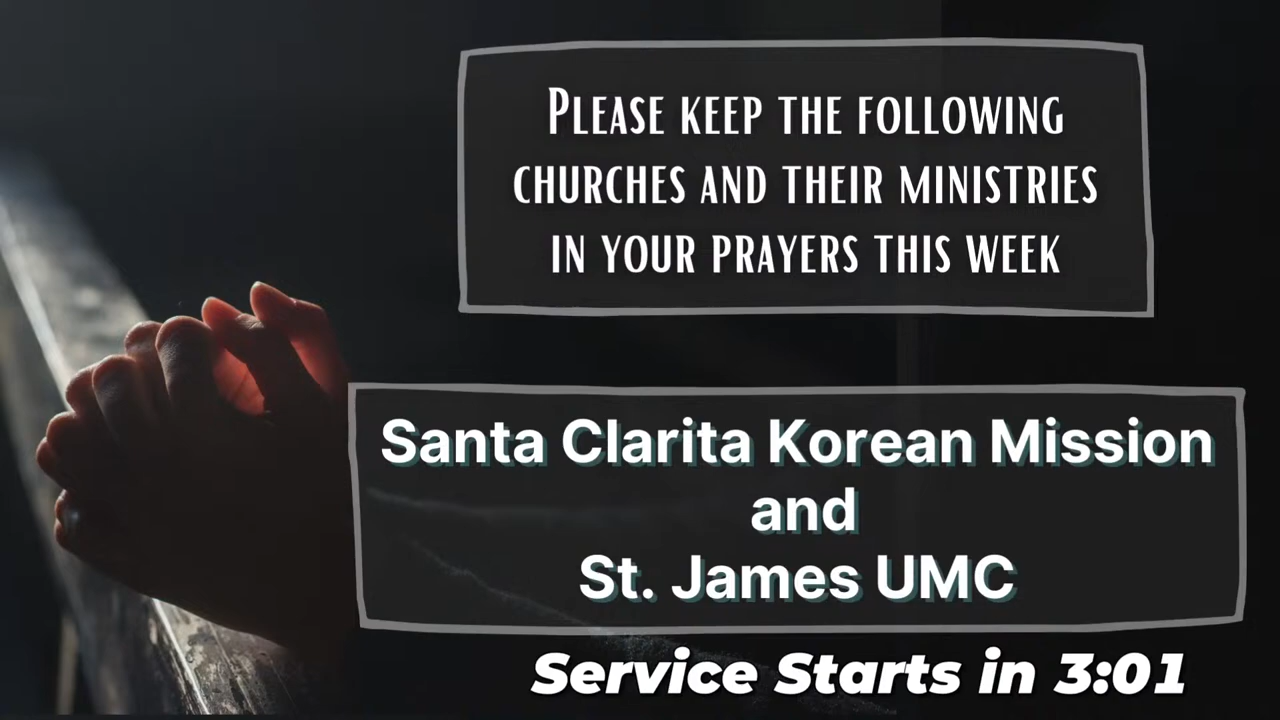 Please keep the following
churches and their ministries
in your prayers this week
Santa Clarita Korean Mission
and
St. James UMC
Service Starts in 3:01